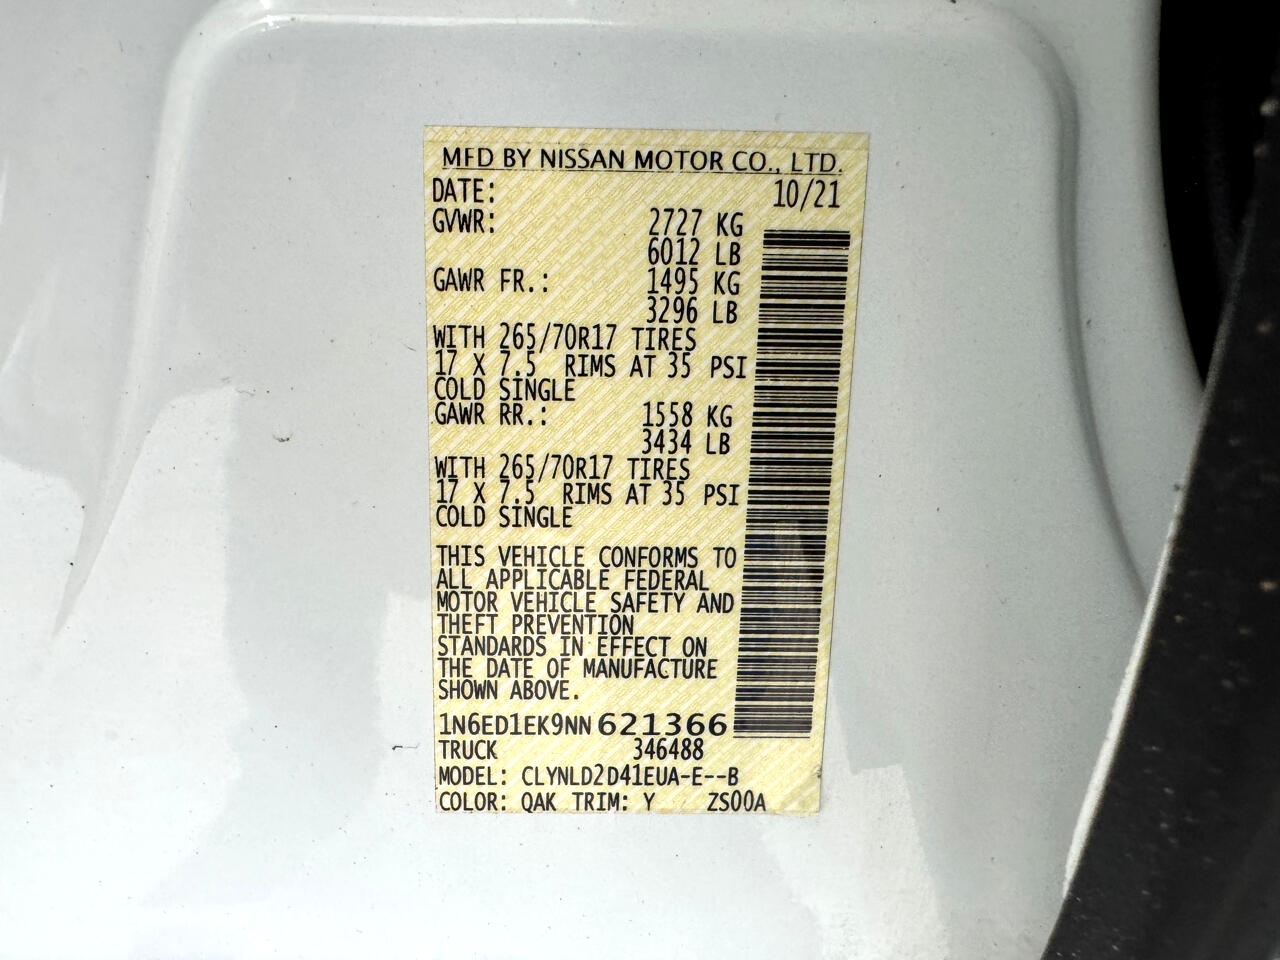 MFD BY NISSAN MOTOR CO., LTD.
DATE: 10/21
GVWR: 2727 KG
6012 LB
GAWR FR.: 1495 KG
3296 LB
WITH 265/70R17 TIRES
17 X 7.5 RIMS AT 35 PSI
COLD SINGLE
GAWR RR.: 1558 KG
3434 LB
WITH 265/70R17 TIRES
17 X 7.5 RIMS AT 35 PSI
COLD SINGLE
THIS VEHICLE CONFORMS TO
ALL APPLICABLE FEDERAL
MOTOR VEHICLE SAFETY AND
THEFT PREVENTION
STANDARDS IN EFFECT ON
THE DATE OF MANUFACTURE
SHOWN ABOVE.
1N6ED1EK9NN621366
TRUCK 346488
MODEL: CLYNLD2D41EUA-E--B
COLOR: QAK TRIM: Y ZS00A